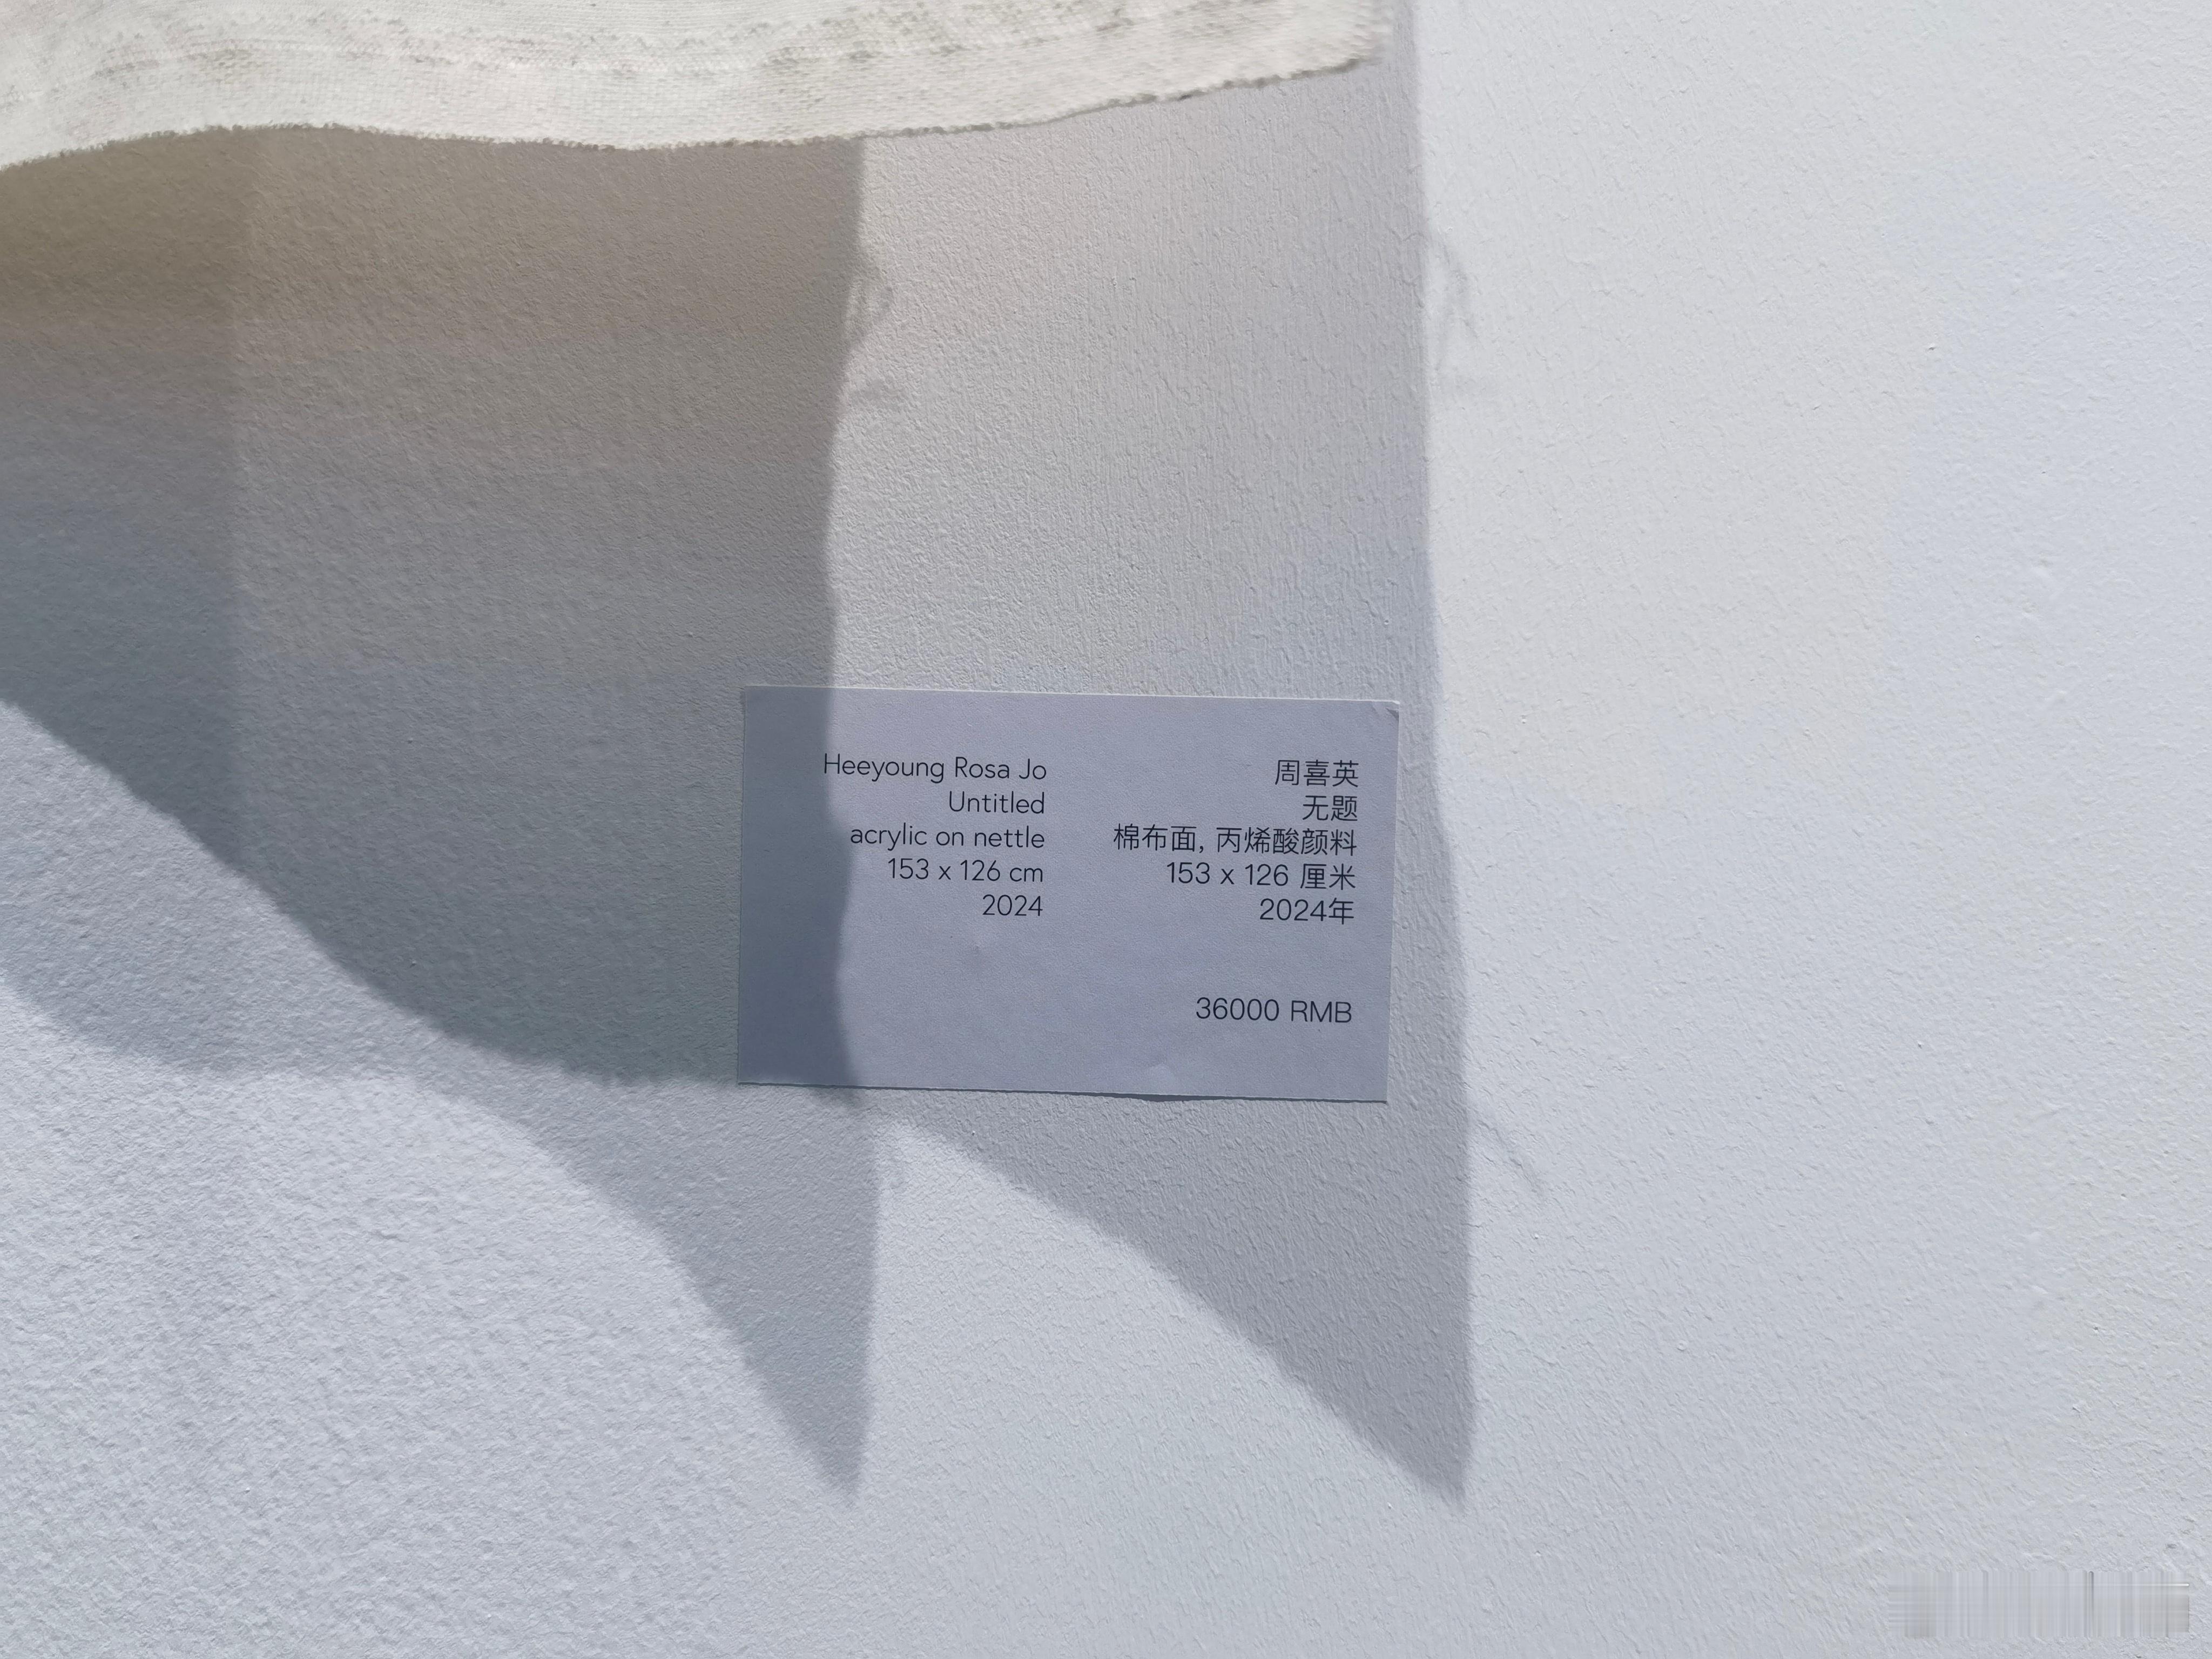 Heeyoung Rosa Jo
Untitled
acrylic on nettle
153 x 126 cm
2024
周喜英
无题
棉布面, 丙烯酸颜料
153 x 126 厘米
2024年
36000 RMB